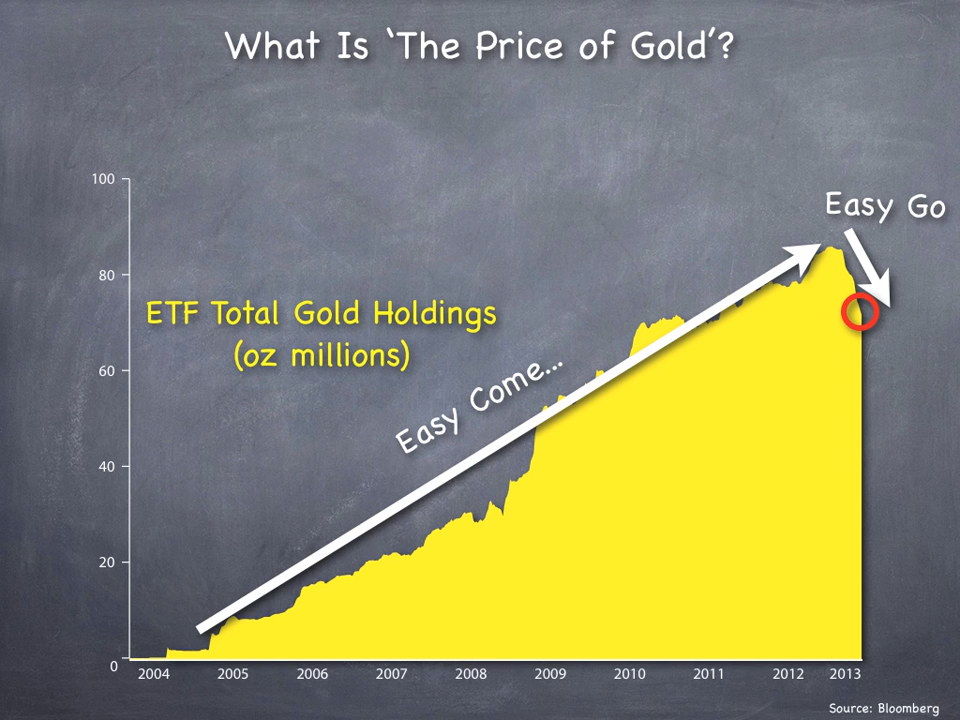 What Is ‘The Price of Gold’?
100
Easy Go
80
ETF Total Gold Holdings
(oz millions)
60
Easy Come...
40
20
0
2004 2005 2006 2007 2008 2009 2010 2011 2012 2013
Source: Bloomberg